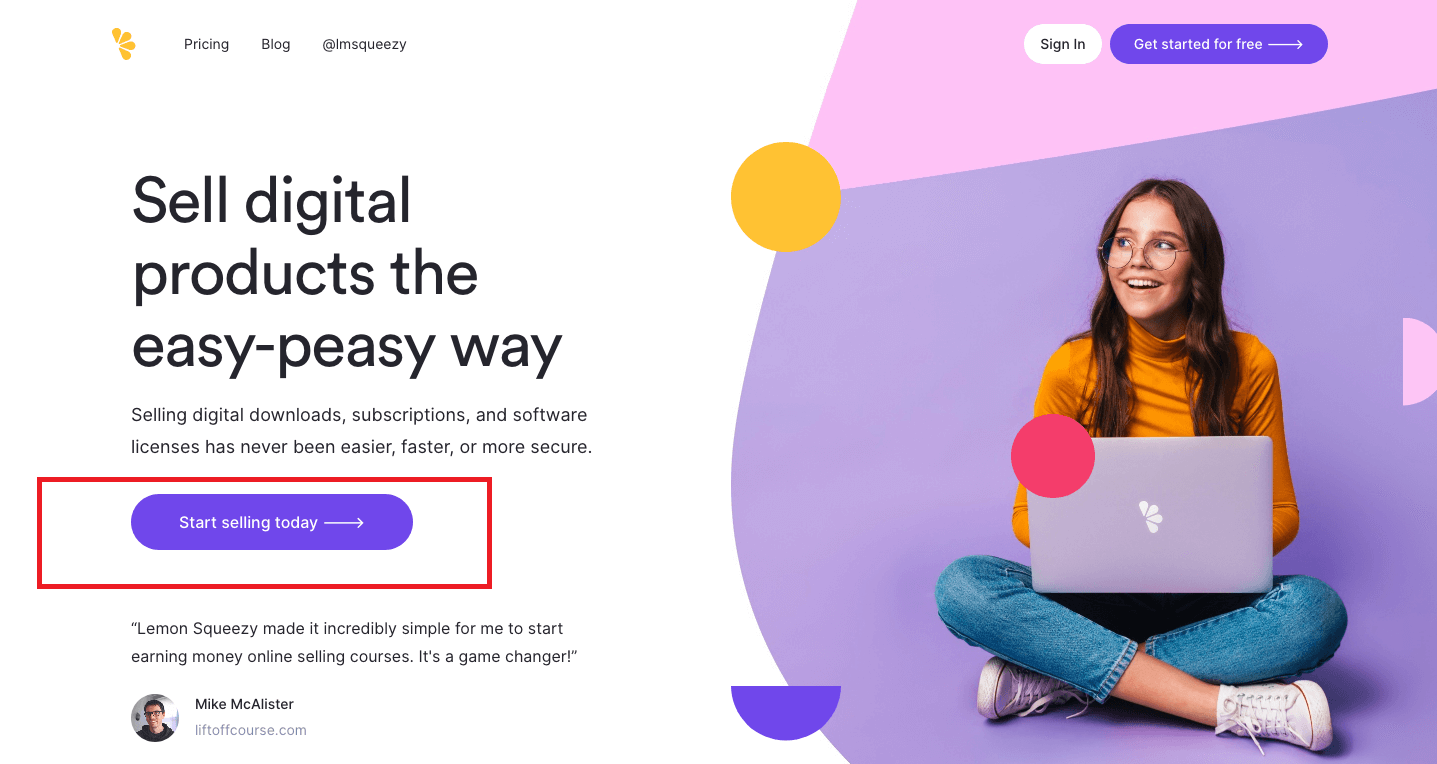 Pricing Blog @lmsqueezy Sign In Get started for free
Sell digital
products the
easy-peasy way
Selling digital downloads, subscriptions, and software
licenses has never been easier, faster, or more secure.
Start selling today
“Lemon Squeezy made it incredibly simple for me to start
earning money online selling courses. It's a game changer!”
Mike McAlister
liftoffcourse.com